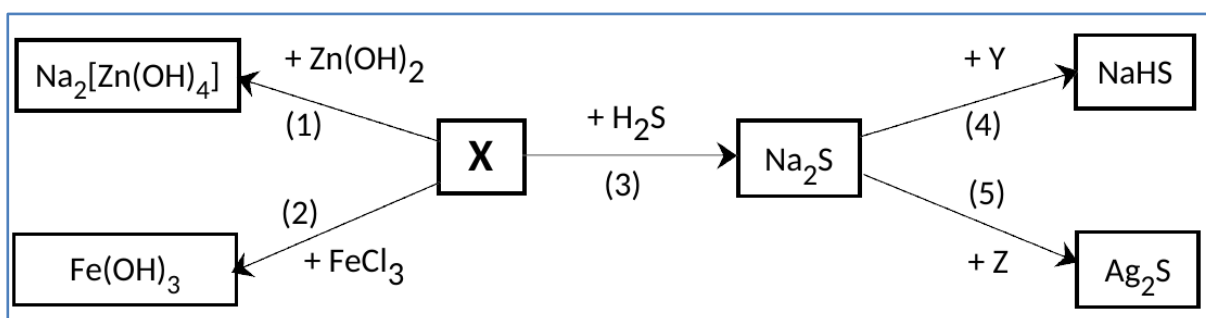 Na₂[Zn(OH)₄]
+ Zn(OH)₂
(1)
X
+ H₂S
(3)
Na₂S
+ Y
(4)
NaHS
(2)
+ FeCl₃
Fe(OH)₃
(5)
+ Z
Ag₂S